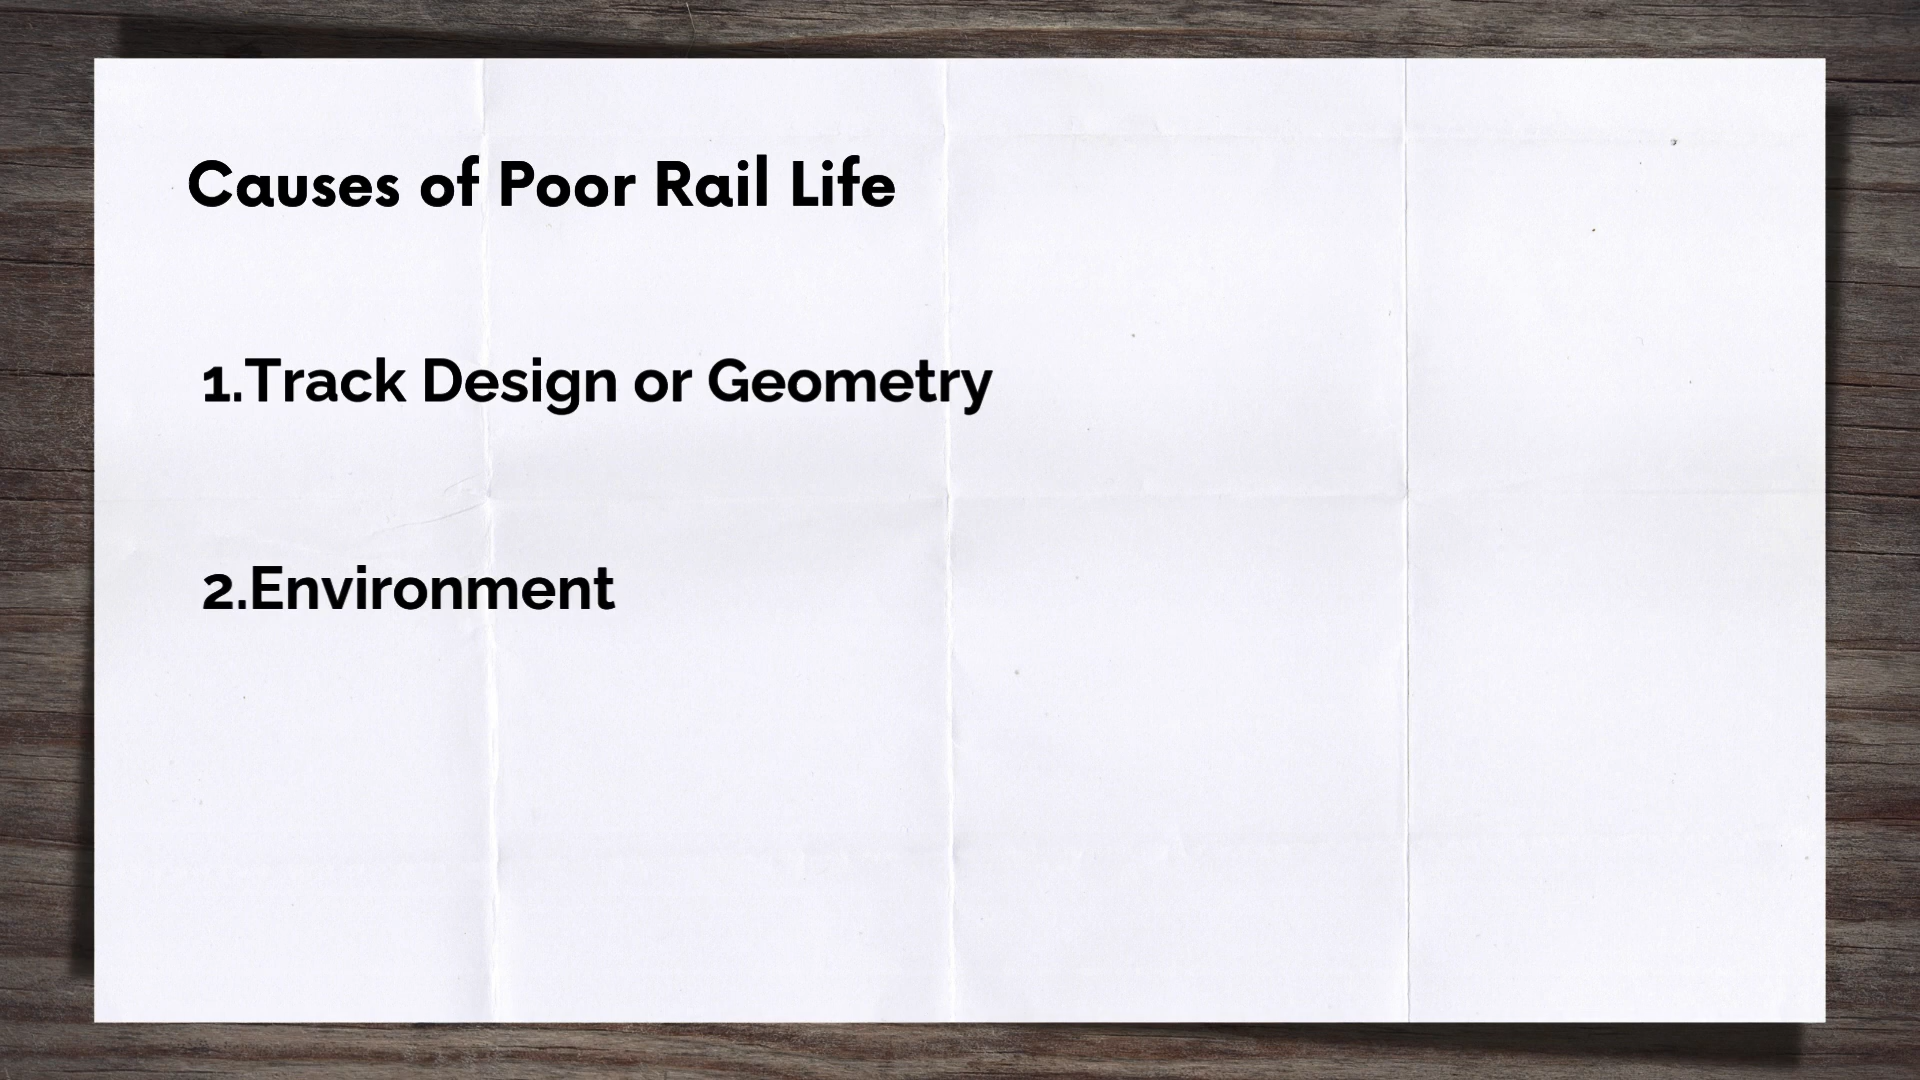 Causes of Poor Rail Life
1.Track Design or Geometry
2.Environment